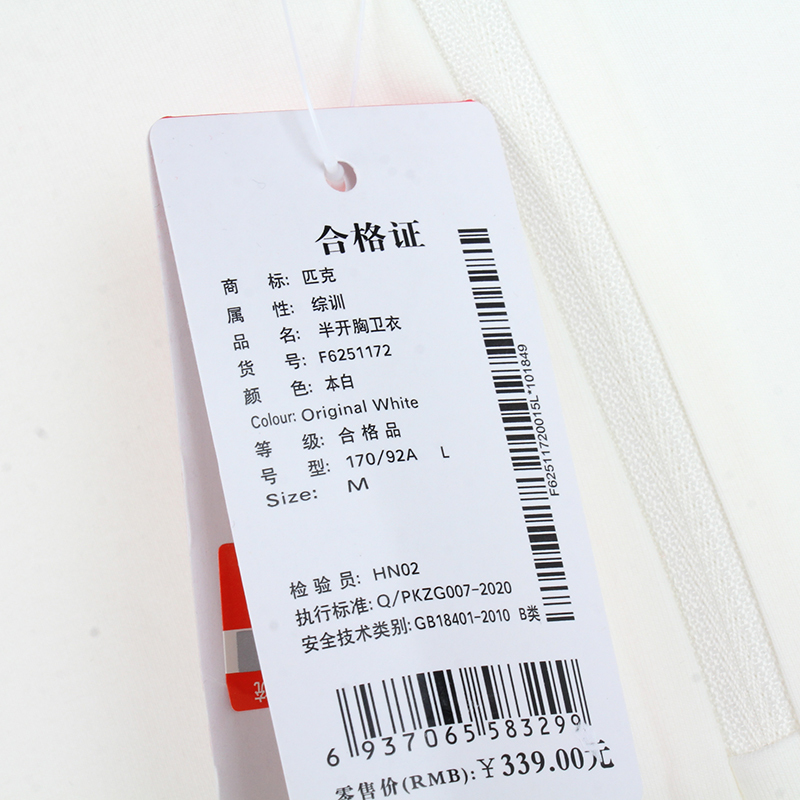 合格证
商 标: 匹克
属 性: 综训
品 名: 半开胸卫衣
货 号: F6251172
颜 色: 本白
Colour: Original White
等 级: 合格品
号 型: 170/92A L
Size: M
检 验 员: HN02
执行标准: Q/PKZG007-2020
安全技术类别: GB18401-2010 B类
F62511720015L*101849
6 937065 583299
零售价(RMB): ¥339.00元